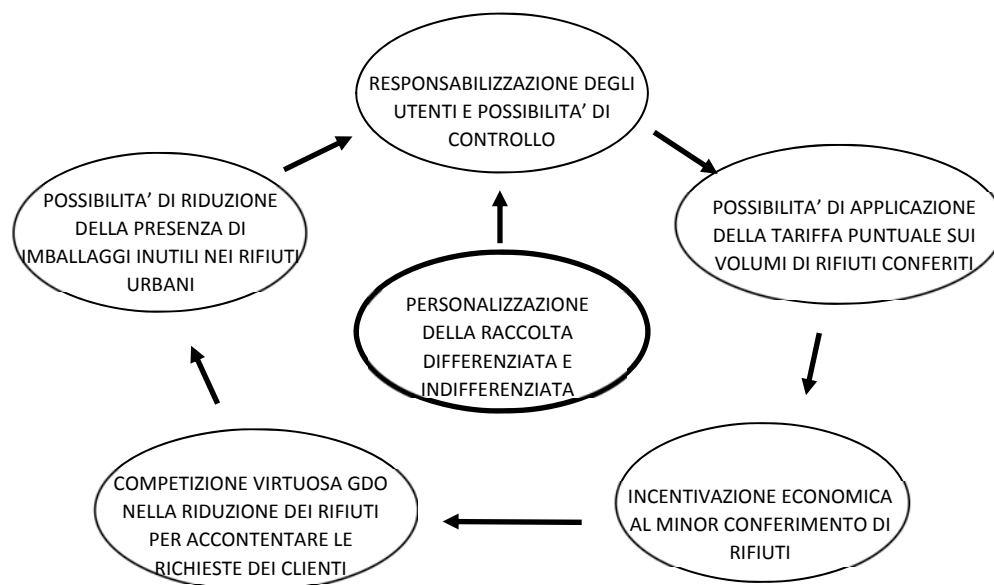 RESPONSABILIZZAZIONE DEGLI
UTENTI E POSSIBILITA’ DI
CONTROLLO
POSSIBILITA’ DI RIDUZIONE
DELLA PRESENZA DI
IMBALLAGGI INUTILI NEI RIFIUTI
URBANI
POSSIBILITA’ DI APPLICAZIONE
DELLA TARIFFA PUNTUALE SUI
VOLUMI DI RIFIUTI CONFERITI
PERSONALIZZAZIONE
DELLA RACCOLTA
DIFFERENZIATA E
INDIFFERENZIATA
COMPETIZIONE VIRTUOSA GDO
NELLA RIDUZIONE DEI RIFIUTI
PER ACCONTENTARE LE
RICHIESTE DEI CLIENTI
INCENTIVAZIONE ECONOMICA
AL MINOR CONFERIMENTO DI
RIFIUTI